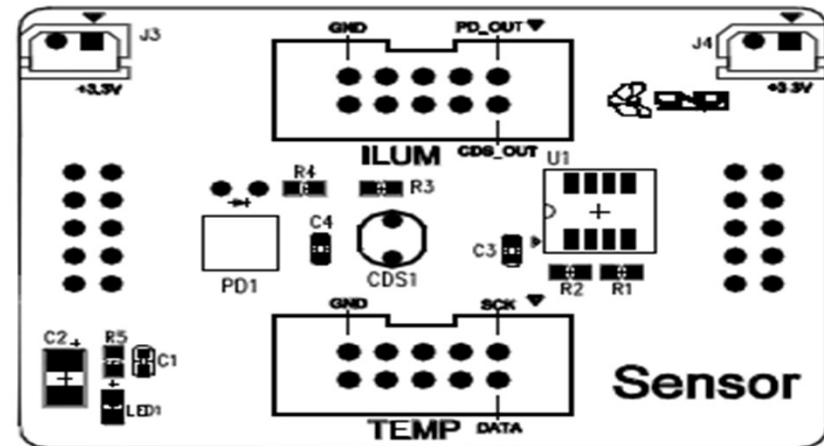 J3
GND
PD_OUT
J4
+3.3V
+3.3V
ILUM
CDS_OUT
U1
R4
R3
C4
C3
PD1
CDS1
R2
R1
GND
SCK
C2
+
R5
C1
+
LED1
Sensor
TEMP
DATA